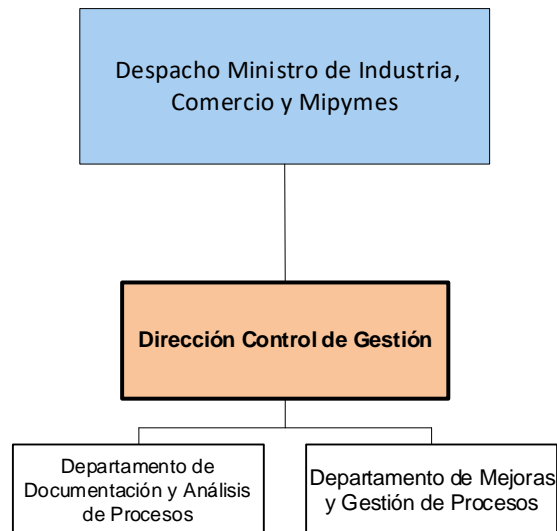 Despacho Ministro de Industria,
Comercio y Mipymes
Dirección Control de Gestión
Departamento de
Documentación y Análisis
de Procesos
Departamento de Mejoras
y Gestión de Procesos